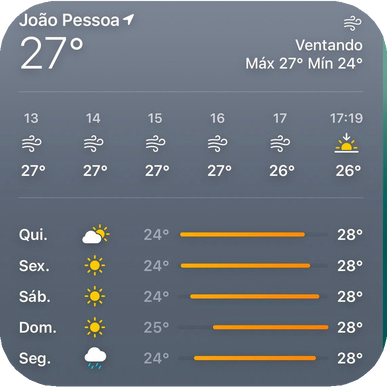 João Pessoa
27°
Ventando
Máx 27° Mín 24°
13 14 15 16 17 17:19
27° 27° 27° 27° 26° 26°
Qui. 24° 28°
Sex. 24° 28°
Sáb. 24° 28°
Dom. 25° 28°
Seg. 24° 28°